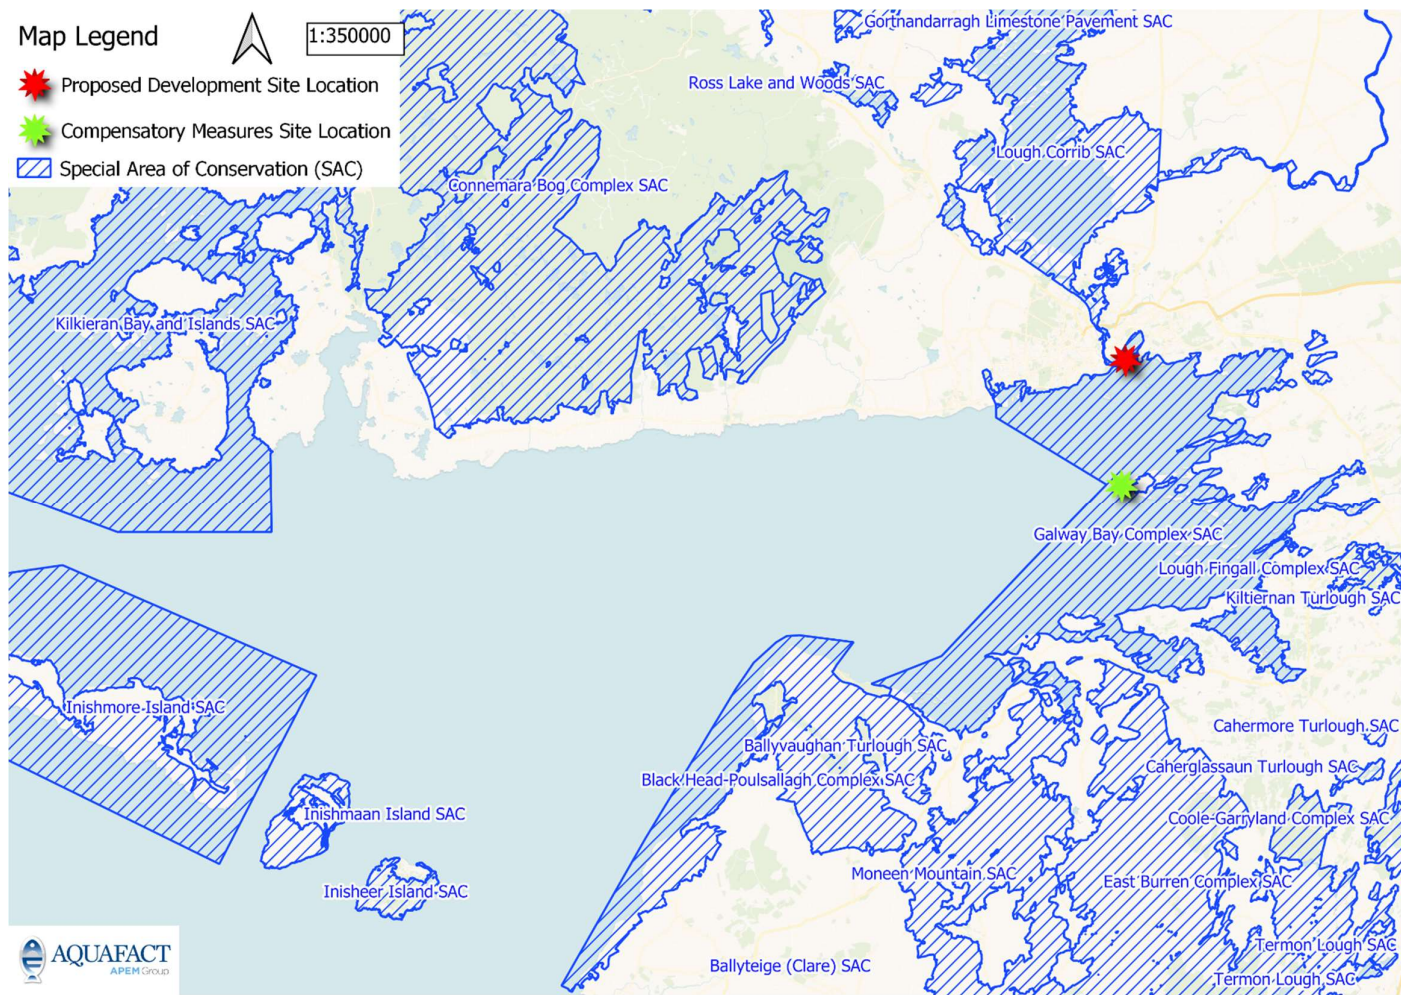 Map Legend
1:350000
Proposed Development Site Location
Compensatory Measures Site Location
Special Area of Conservation (SAC)
Gortnandarragh Limestone Pavement SAC
Ross Lake and Woods SAC
Lough Corrib SAC
Connemara Bog Complex SAC
Kilkieran Bay and Islands SAC
Galway Bay Complex SAC
Lough Fingall Complex SAC
Kiltiernan Turlough SAC
Inishmore Island SAC
Cahermore Turlough SAC
Ballyvaughan Turlough SAC
Caherglassaun Turlough SAC
Black Head-Poulsallagh Complex SAC
Inishmaan Island SAC
Coole-Garryland Complex SAC
Moneen Mountain SAC
East Burren Complex SAC
Inisheer Island SAC
Termon Lough SAC
Ballyteige (Clare) SAC
Termon Lough SAC
AQUAFACT
APEM Group